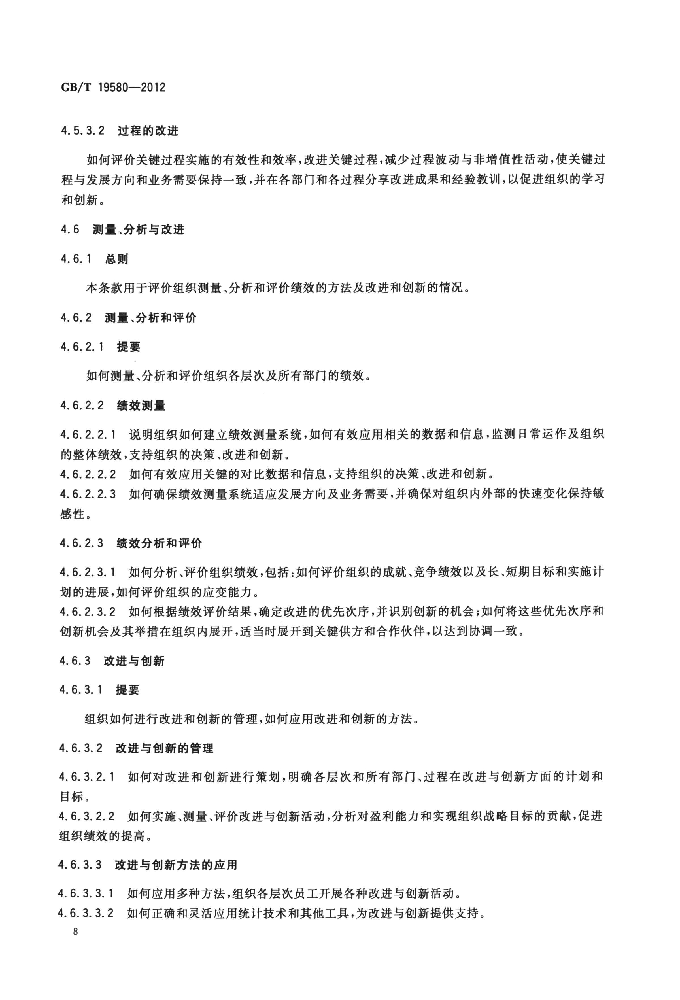 GB/T 19580—2012
4.5.3.2 过程的改进
如何评价关键过程实施的有效性和效率,改进关键过程,减少过程波动与非增值性活动,使关键过
程与发展方向和业务需要保持一致,并在各部门和各过程分享改进成果和经验教训,以促进组织的学习
和创新。
4.6 测量、分析与改进
4.6.1 总则
本条款用于评价组织测量、分析和评价绩效的方法及改进和创新的情况。
4.6.2 测量、分析和评价
4.6.2.1 提要
如何测量、分析和评价组织各层次及所有部门的绩效。
4.6.2.2 绩效测量
4.6.2.2.1 说明组织如何建立绩效测量系统,如何有效应用相关的数据和信息,监测日常运作及组织
的整体绩效,支持组织的决策、改进和创新。
4.6.2.2.2 如何有效应用关键的对比数据和信息,支持组织的决策、改进和创新。
4.6.2.2.3 如何确保绩效测量系统适应发展方向及业务需要,并确保对组织内外部的快速变化保持敏
感性。
4.6.2.3 绩效分析和评价
4.6.2.3.1 如何分析、评价组织绩效,包括:如何评价组织的成就、竞争绩效以及长、短期目标和实施计
划的进展,如何评价组织的应变能力。
4.6.2.3.2 如何根据绩效评价结果,确定改进的优先次序,并识别创新的机会;如何将这些优先次序和
创新机会及其举措在组织内展开,适当时展开到关键供方和合作伙伴,以达到协调一致。
4.6.3 改进与创新
4.6.3.1 提要
组织如何进行改进和创新的管理,如何应用改进和创新的方法。
4.6.3.2 改进与创新的管理
4.6.3.2.1 如何对改进和创新进行策划,明确各层次和所有部门、过程在改进与创新方面的计划和
目标。
4.6.3.2.2 如何实施、测量、评价改进与创新活动,分析对盈利能力和实现组织战略目标的贡献,促进
组织绩效的提高。
4.6.3.3 改进与创新方法的应用
4.6.3.3.1 如何应用多种方法,组织各层次员工开展各种改进与创新活动。
4.6.3.3.2 如何正确和灵活应用统计技术和其他工具,为改进与创新提供支持。
8